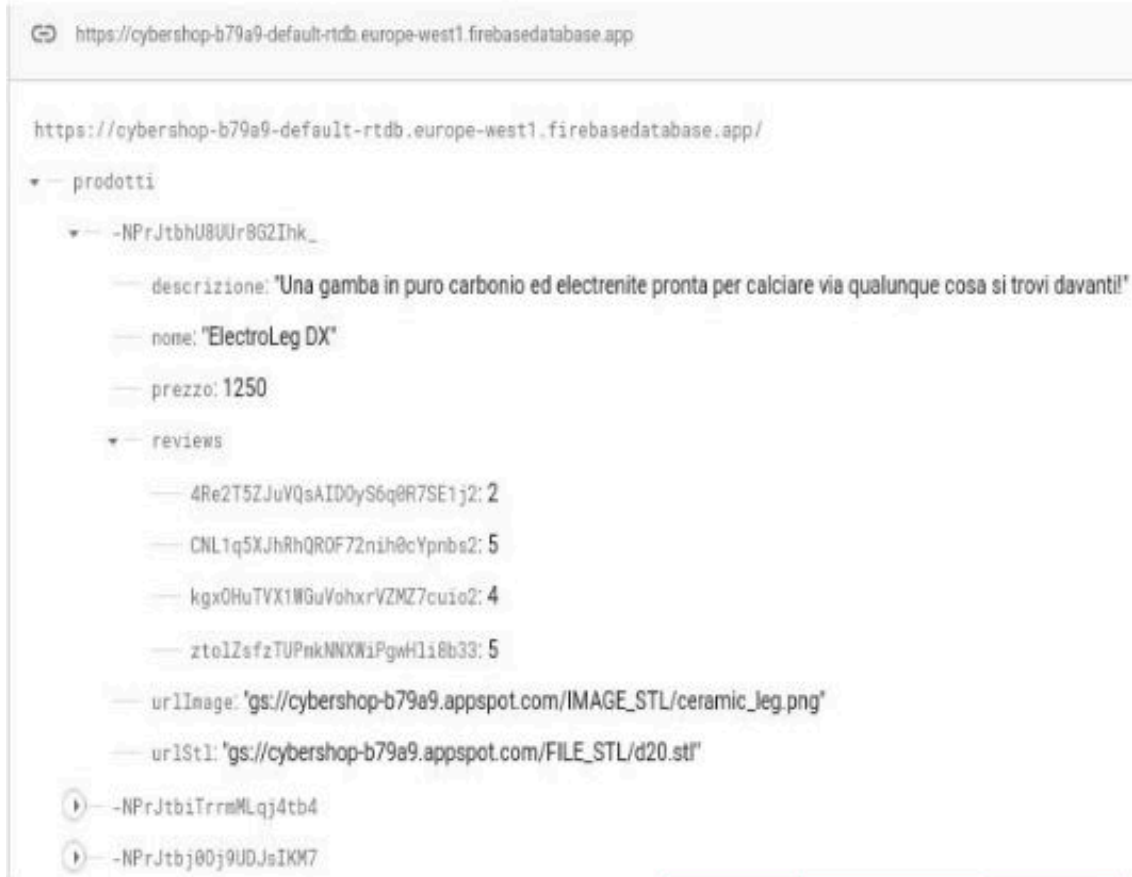 https://cybershop-b79a9-default-rtdb.europe-west1.firebasedatabase.app
https://cybershop-b79a9-default-rtdb.europe-west1.firebasedatabase.app/
prodotti
-NPrJtbhU8UUr8G2Ihk_
descrizione: "Una gamba in puro carbonio ed electrenite pronta per calciare via qualunque cosa si trovi davanti!"
nome: "ElectroLeg DX"
prezzo: 1250
reviews
4Re2T5ZJuVQsAIDOyS6q0R7SE1j2: 2
CNL1q5XJhRhQROF72nih0cYpnbs2: 5
kgxOHuTVX1WGuVohxrVZMZ7cuio2: 4
ztolZsfzTUPmkNNXWiPgwHli8b33: 5
urlImage: "gs://cybershop-b79a9.appspot.com/IMAGE_STL/ceramic_leg.png"
urlStl: "gs://cybershop-b79a9.appspot.com/FILE_STL/d20.stl"
-NPrJtbiTrrmMLqj4tb4
-NPrJtbj0Dj9UDJsIKM7